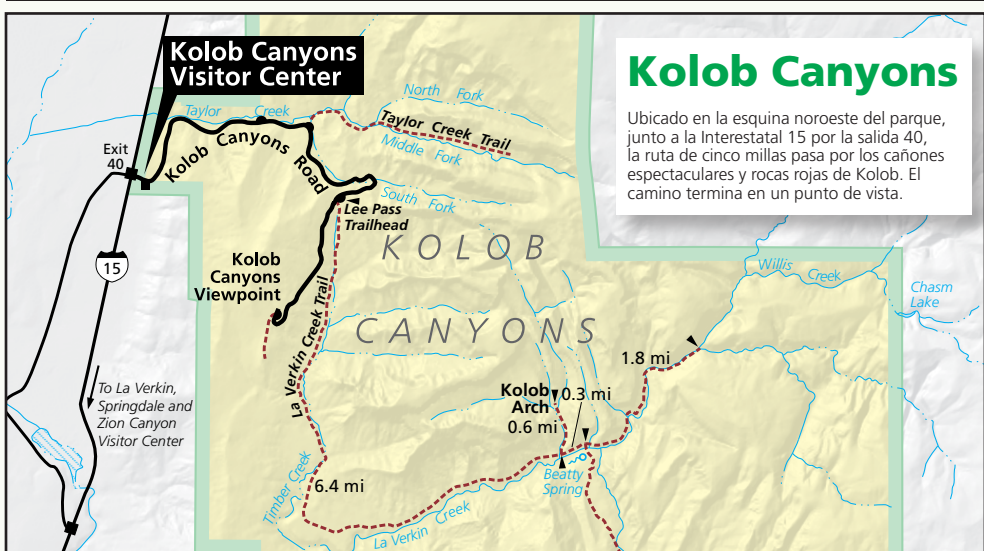 Kolob Canyons
Visitor Center
Kolob Canyons
Ubicado en la esquina noroeste del parque,
junto a la Interestatal 15 por la salida 40,
la ruta de cinco millas pasa por los cañones
espectaculares y rocas rojas de Kolob. El
camino termina en un punto de vista.
North Fork
Taylor Creek
Taylor Creek Trail
Middle Fork
Exit
40
Kolob Canyons Road
South Fork
Lee Pass
Trailhead
KOLOB
CANYONS
15
Kolob
Canyons
Viewpoint
La Verkin Creek Trail
Willis Creek
Chasm
Lake
1.8 mi
To La Verkin,
Springdale and
Zion Canyon
Visitor Center
Kolob
Arch
0.3 mi
0.6 mi
Timber Creek
6.4 mi
Beatty
Spring
La Verkin Creek